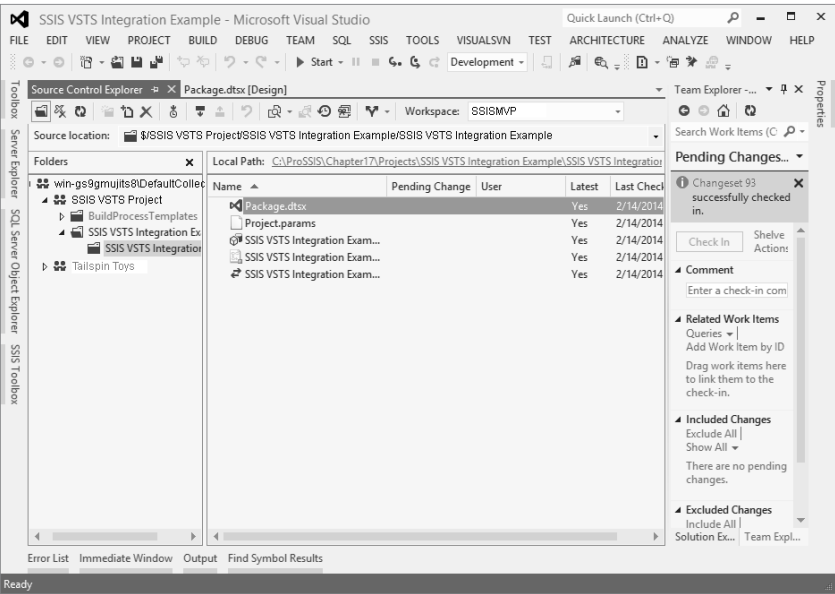 SSIS VSTS Integration Example - Microsoft Visual Studio
Quick Launch (Ctrl+Q)
FILE EDIT VIEW PROJECT BUILD DEBUG TEAM SQL SSIS TOOLS VISUALSVN TEST ARCHITECTURE ANALYZE WINDOW HELP
Start
Development
Toolbox
Server Explorer
SQL Server Object Explorer
SSIS Toolbox
Source Control Explorer
Package.dtsx [Design]
Workspace: SSISMVP
Source location: $/SSIS VSTS Project/SSIS VSTS Integration Example/SSIS VSTS Integration Example
Folders
win-gs9gmujits8\DefaultCollec
SSIS VSTS Project
BuildProcessTemplates
SSIS VSTS Integration Ex
SSIS VSTS Integration
Tailspin Toys
Local Path: C:\ProSSIS\Chapter17\Projects\SSIS VSTS Integration Example\SSIS VSTS Integration
Name Pending Change User Latest Last Check
Package.dtsx Yes 2/14/2014
Project.params Yes 2/14/2014
SSIS VSTS Integration Exam... Yes 2/14/2014
SSIS VSTS Integration Exam... Yes 2/14/2014
SSIS VSTS Integration Exam... Yes 2/14/2014
Team Explorer -...
Search Work Items (C
Pending Changes...
Changeset 93
successfully checked
in.
Check In
Shelve
Actions
Comment
Enter a check-in com
Related Work Items
Queries
Add Work Item by ID
Drag work items here
to link them to the
check-in.
Included Changes
Exclude All
Show All
There are no pending
changes.
Excluded Changes
Include All
Solution Ex... Team Expl...
Properties
Error List Immediate Window Output Find Symbol Results
Ready